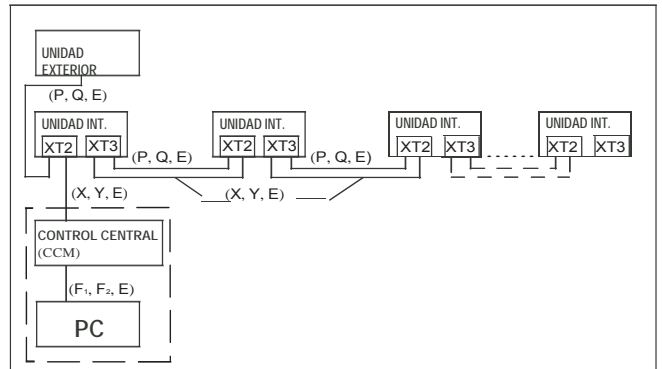 UNIDAD
EXTERIOR
(P, Q, E)
UNIDAD INT.
XT2 XT3
(P, Q, E)
UNIDAD INT.
XT2 XT3
(P, Q, E)
UNIDAD INT.
XT2 XT3
UNIDAD INT.
XT2 XT3
(X, Y, E)
(X, Y, E)
CONTROL CENTRAL
(CCM)
(F₁, F₂, E)
PC